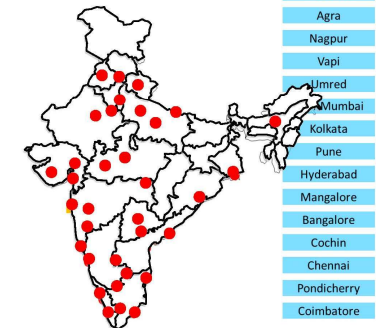 Agra
Nagpur
Vapi
Umred
Mumbai
Kolkata
Pune
Hyderabad
Mangalore
Bangalore
Cochin
Chennai
Pondicherry
Coimbatore